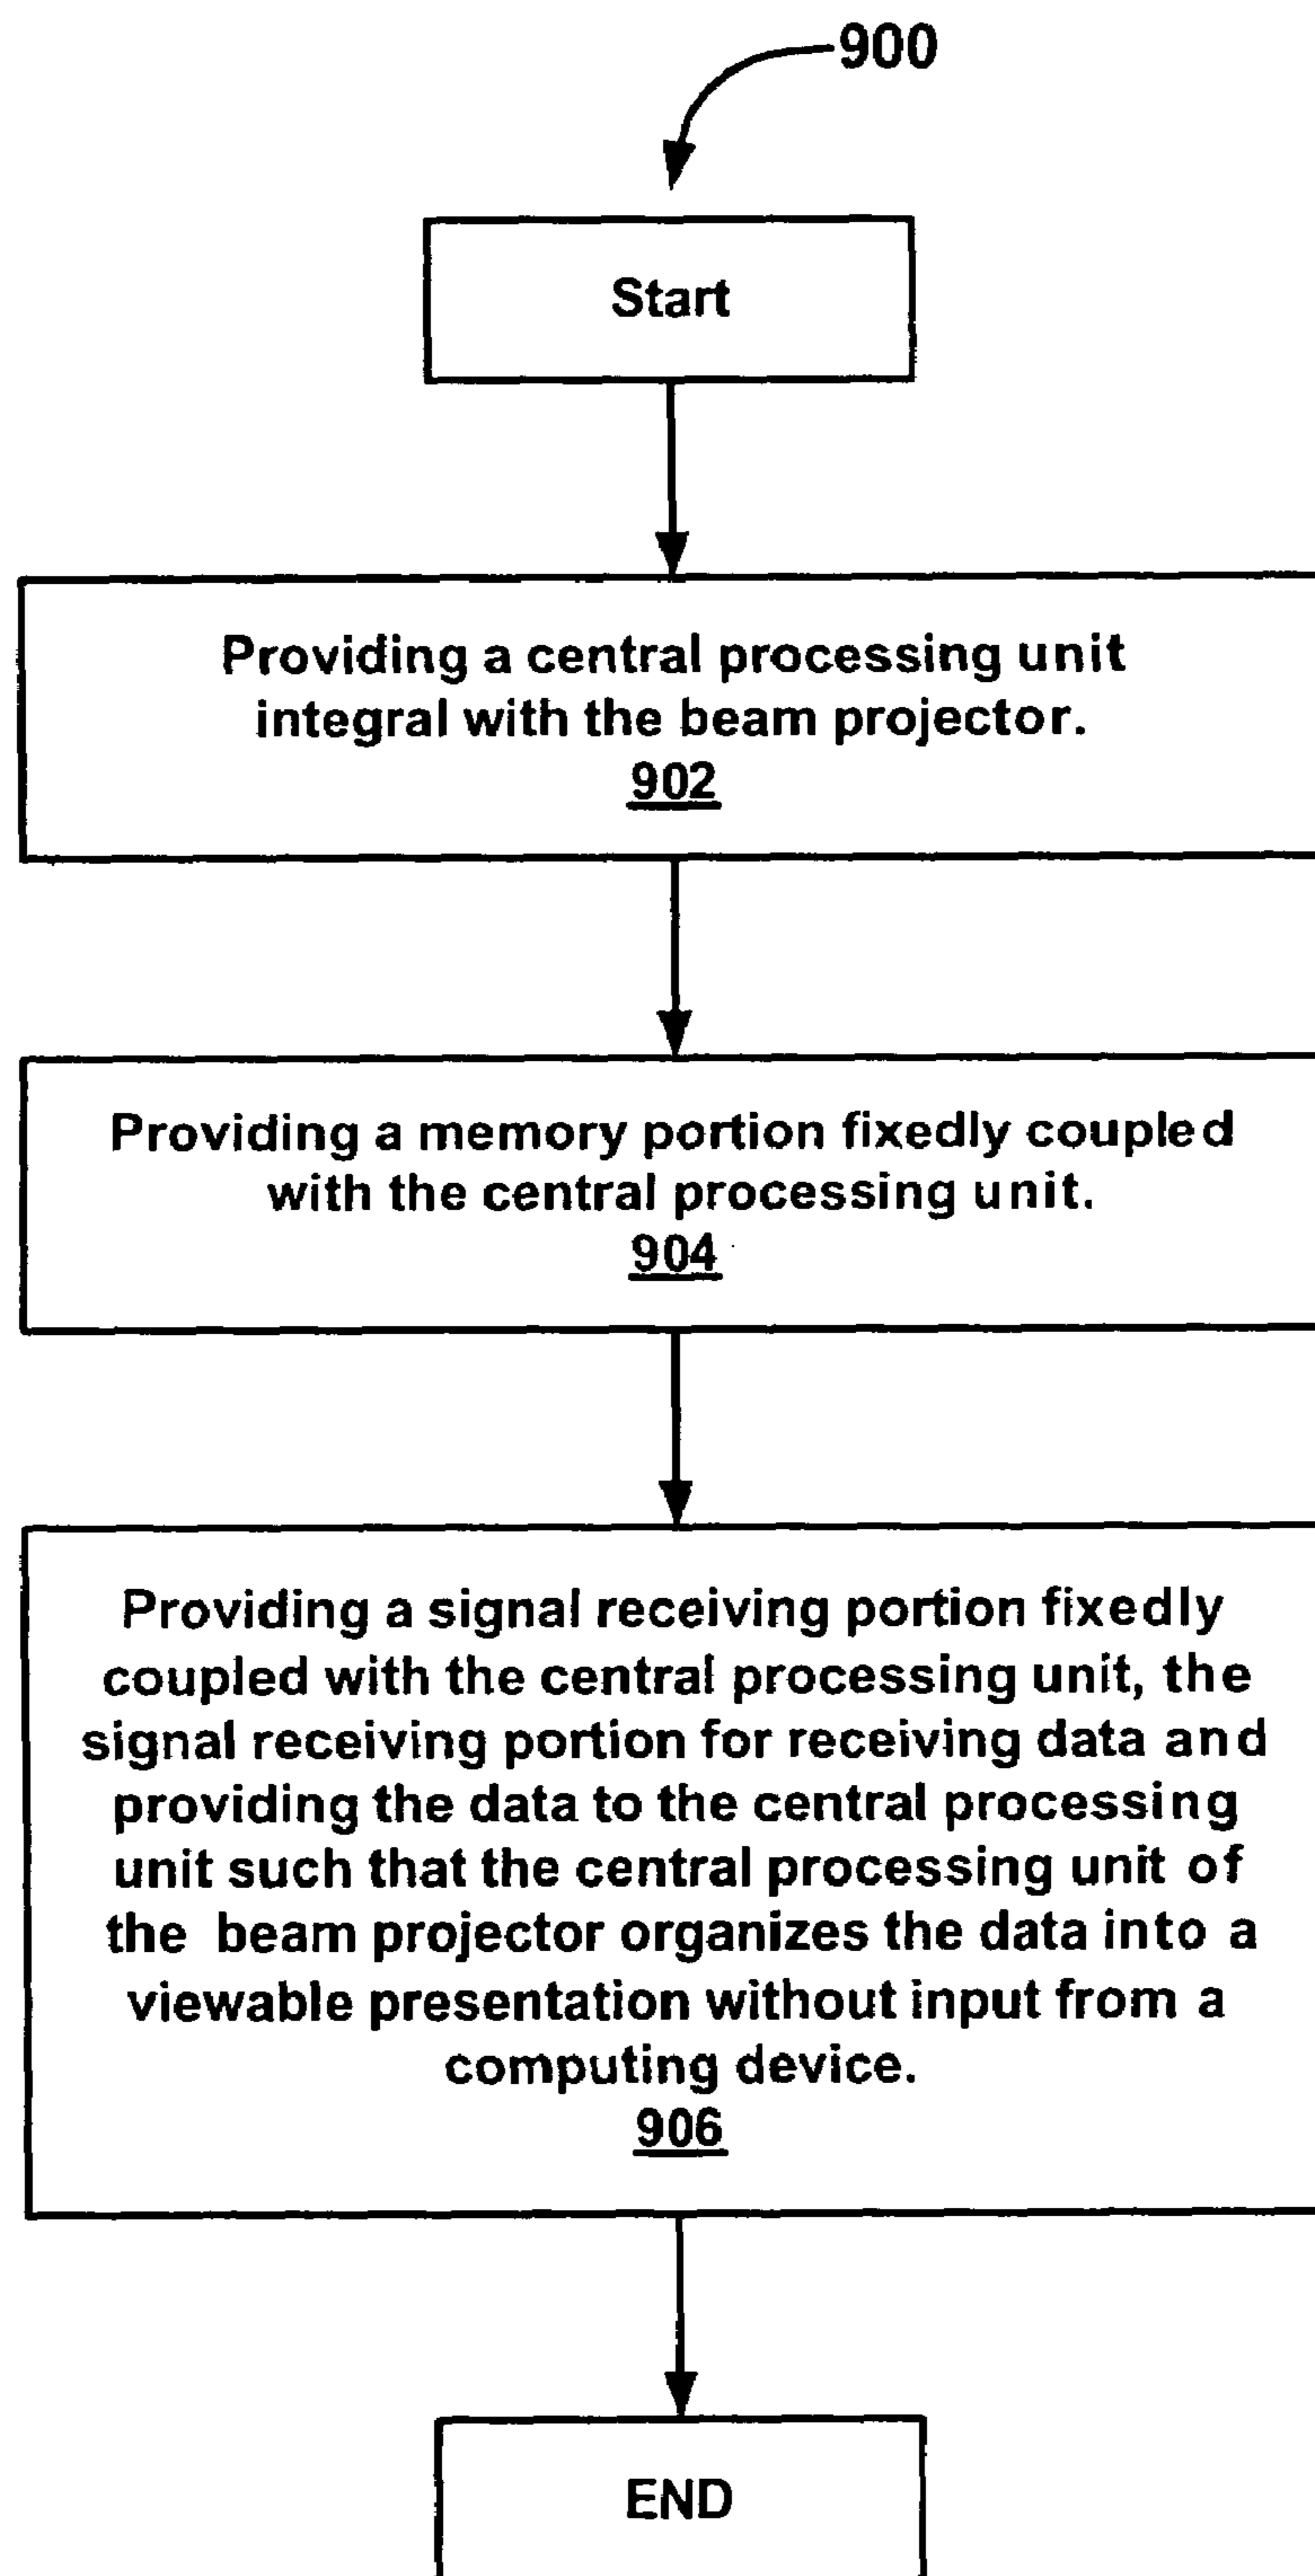 900
Start
Providing a central processing unit
integral with the beam projector.
902
Providing a memory portion fixedly coupled
with the central processing unit.
904
Providing a signal receiving portion fixedly
coupled with the central processing unit, the
signal receiving portion for receiving data and
providing the data to the central processing
unit such that the central processing unit of
the beam projector organizes the data into a
viewable presentation without input from a
computing device.
906
END